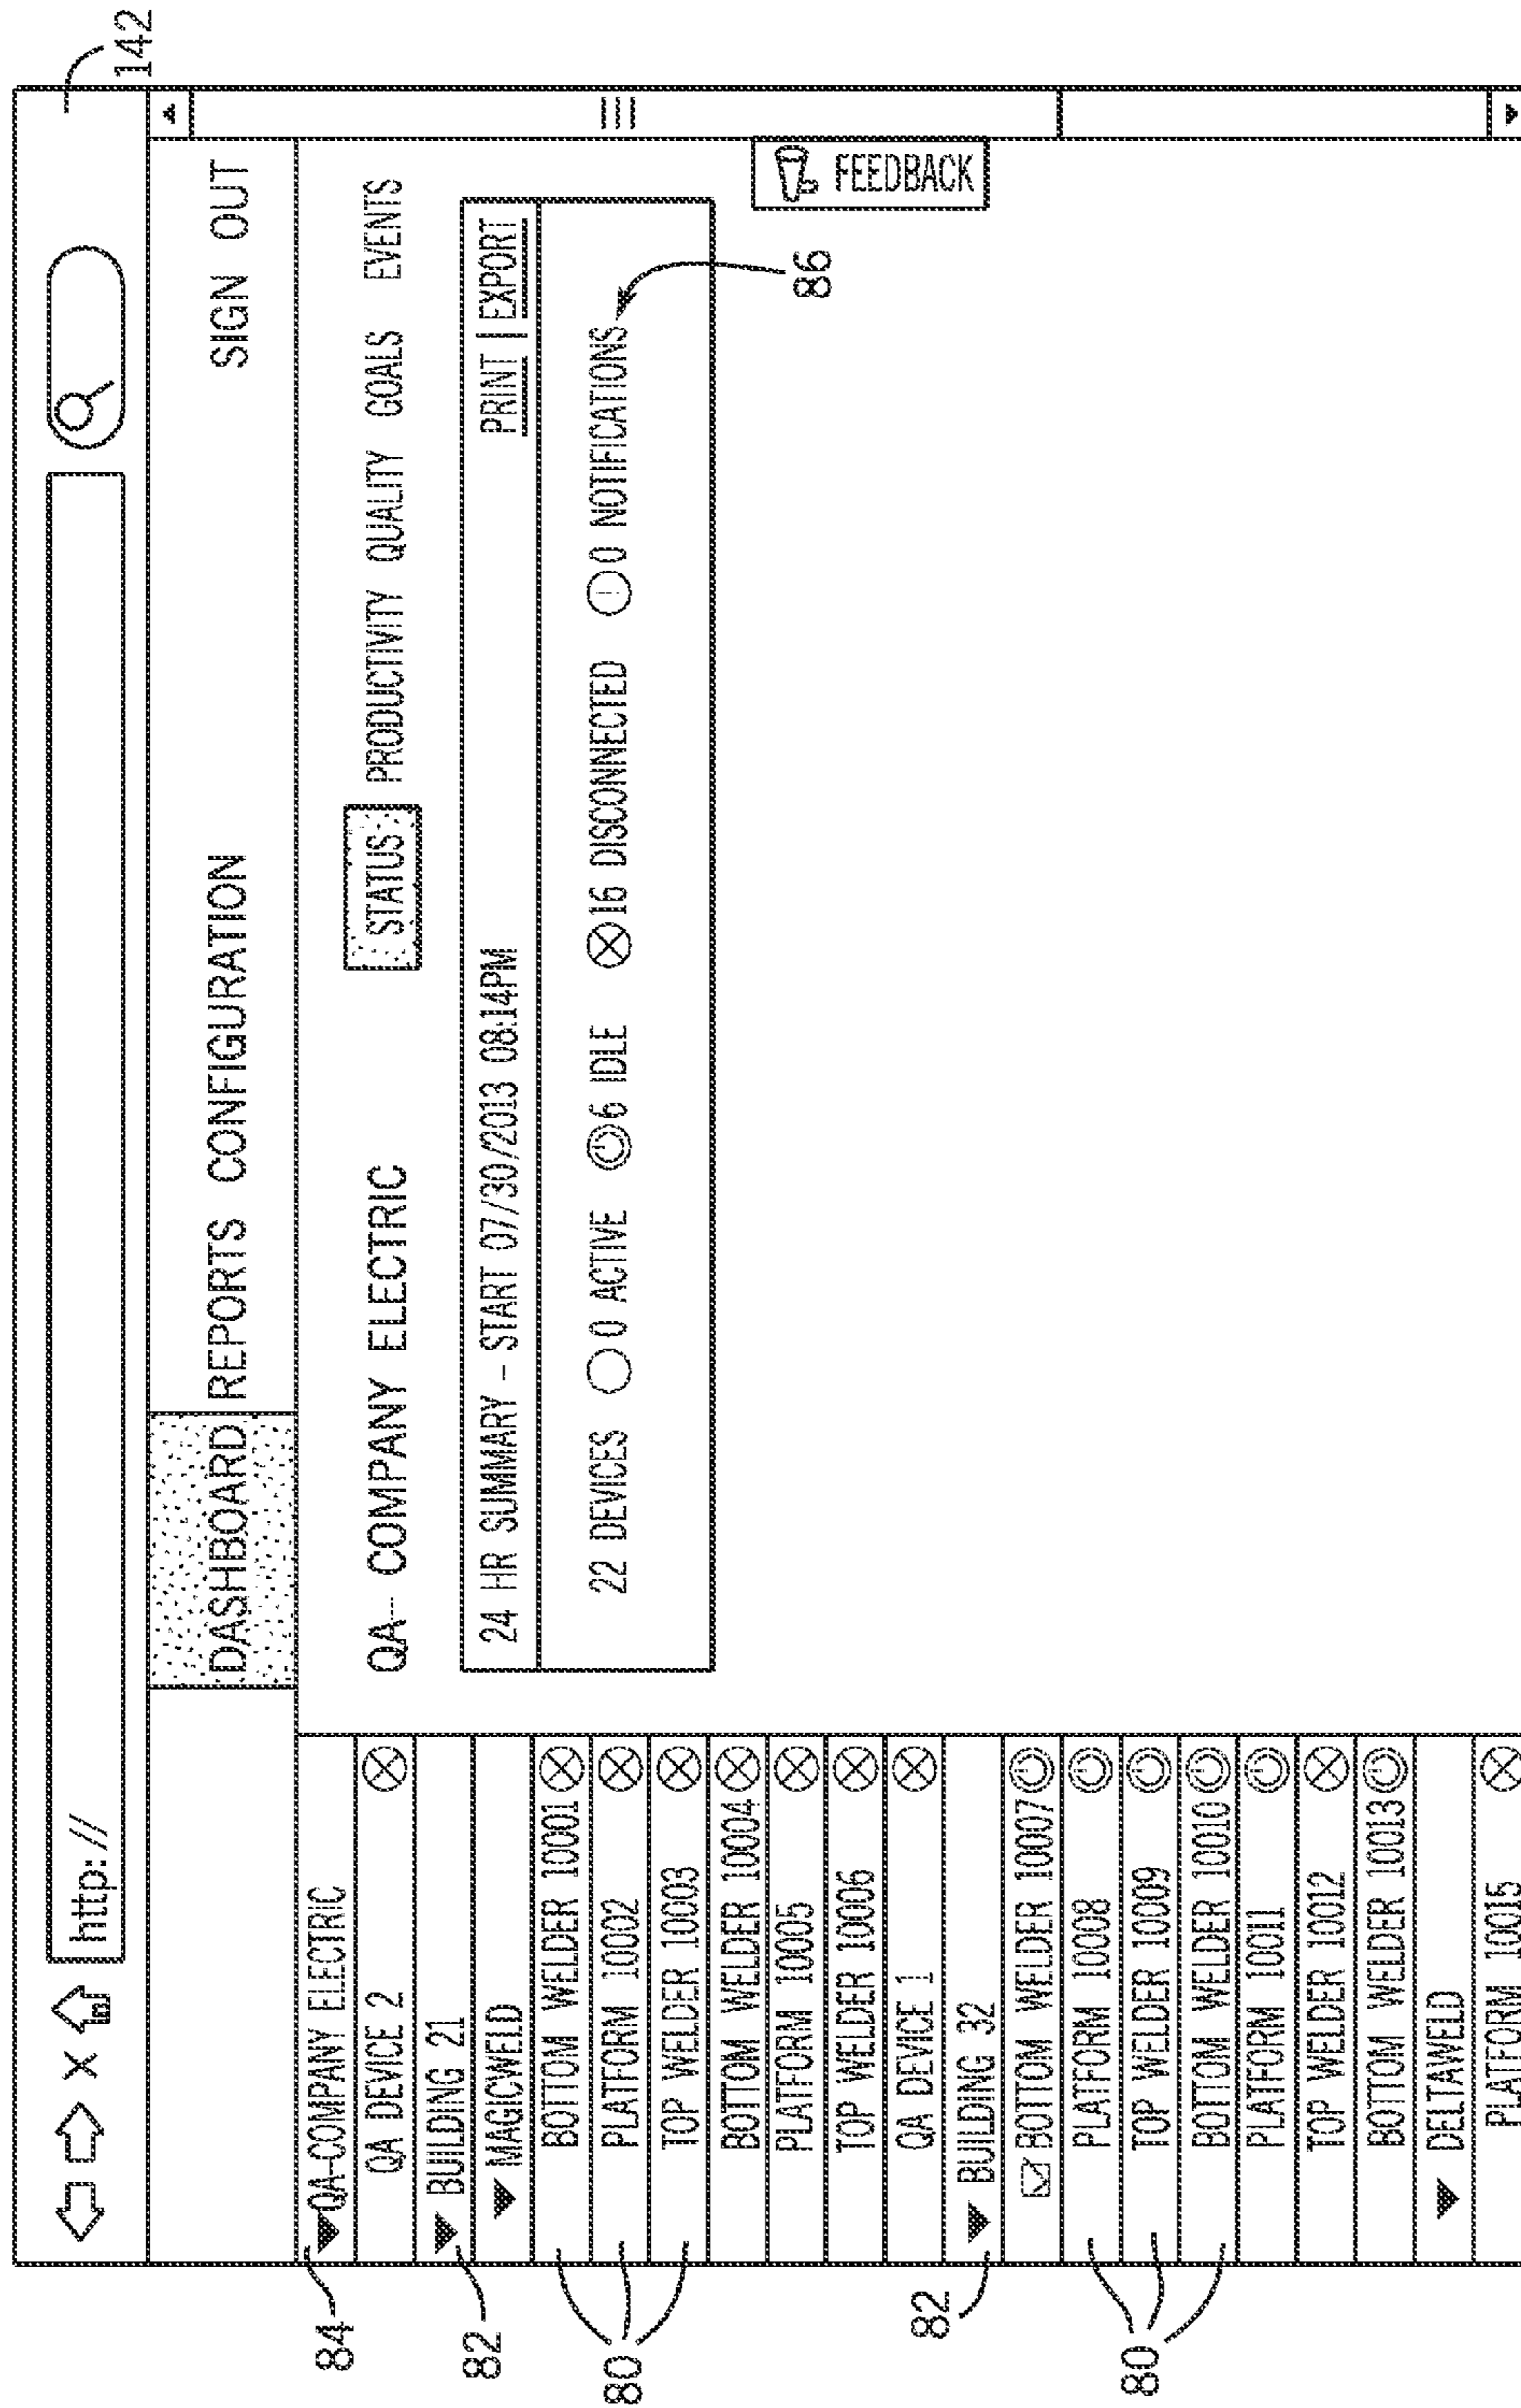 142
http://
DASHBOARD REPORTS CONFIGURATION SIGN OUT
84
QA-COMPANY ELECTRIC
QA DEVICE 2
82
BUILDING 21
MAGICWELD
80
BOTTOM WELDER 10001
PLATFORM 10002
TOP WELDER 10003
BOTTOM WELDER 10004
PLATFORM 10005
TOP WELDER 10006
QA DEVICE 1
82
BUILDING 32
BOTTOM WELDER 10007
80
PLATFORM 10008
TOP WELDER 10009
BOTTOM WELDER 10010
PLATFORM 10011
TOP WELDER 10012
BOTTOM WELDER 10013
DELTAWELD
PLATFORM 10015
QA- COMPANY ELECTRIC STATUS PRODUCTIVITY QUALITY GOALS EVENTS
24 HR SUMMARY - START 07/30/2013 08:14PM PRINT | EXPORT
22 DEVICES 0 ACTIVE 6 IDLE 16 DISCONNECTED 0 NOTIFICATIONS
86
FEEDBACK